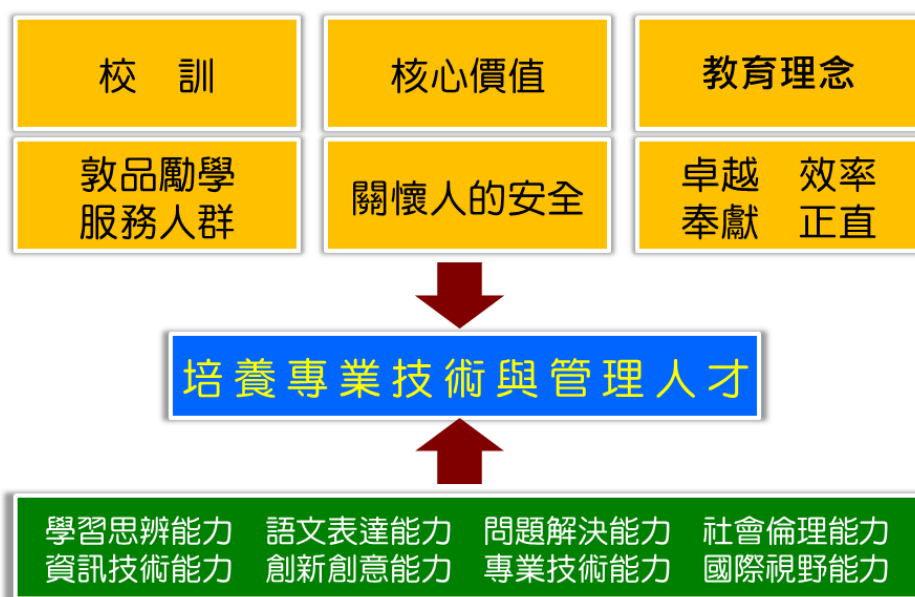 校 訓
核心價值
教育理念
敦品勵學
服務人群
關懷人的安全
卓越 效率
奉獻 正直
培養專業技術與管理人才
學習思辨能力 語文表達能力 問題解決能力 社會倫理能力
資訊技術能力 創新創意能力 專業技術能力 國際視野能力